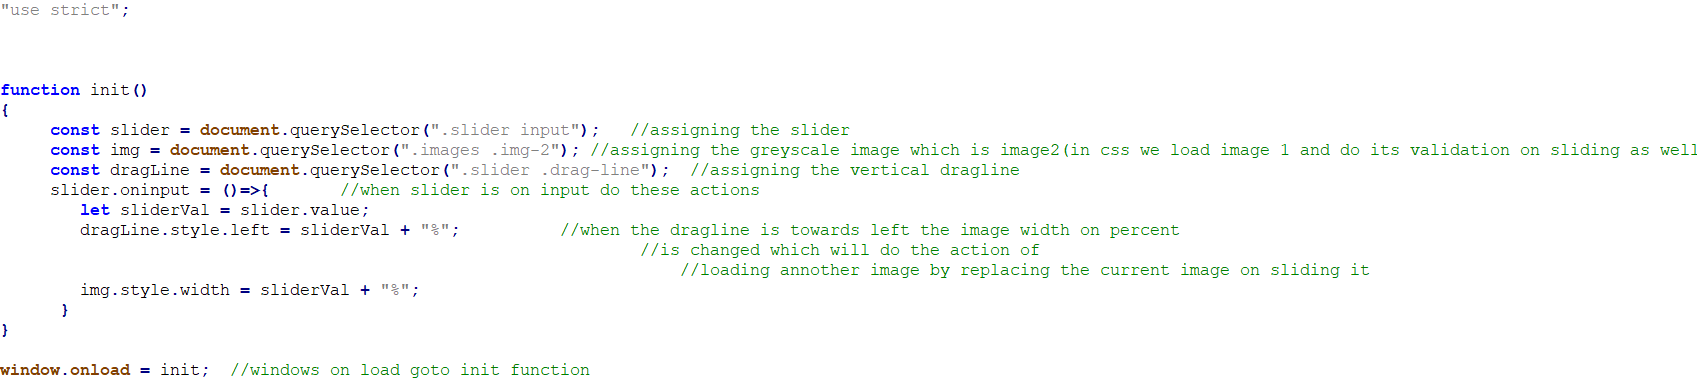 "use strict";
function init()
{
const slider = document.querySelector(".slider input"); //assigning the slider
const img = document.querySelector(".images .img-2"); //assigning the greyscale image which is image2(in css we load image 1 and do its validation on sliding as well
const dragLine = document.querySelector(".slider .drag-line"); //assigning the vertical dragline
slider.oninput = ()=>{ //when slider is on input do these actions
let sliderVal = slider.value;
dragLine.style.left = sliderVal + "%"; //when the dragline is towards left the image width on percent
//is changed which will do the action of
//loading annother image by replacing the current image on sliding it
img.style.width = sliderVal + "%";
}
}
window.onload = init; //windows on load goto init function